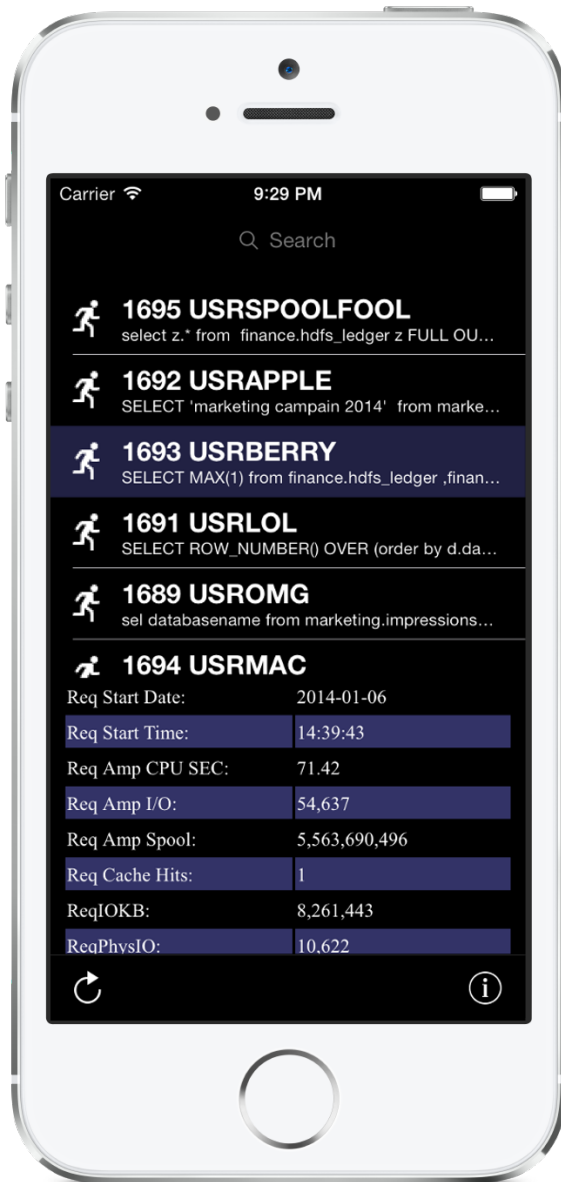 Carrier 9:29 PM
Search
1695 USRSPOOLFOOL
select z.* from  finance.hdfs_ledger z FULL OU...
1692 USRAPPLE
SELECT 'marketing campain 2014'  from marke...
1693 USRBERRY
SELECT MAX(1) from finance.hdfs_ledger ,finan...
1691 USRLOL
SELECT ROW_NUMBER() OVER (order by d.da...
1689 USROMG
sel databasename from marketing.impressions...
1694 USRMAC
Req Start Date: 2014-01-06
Req Start Time: 14:39:43
Req Amp CPU SEC: 71.42
Req Amp I/O: 54,637
Req Amp Spool: 5,563,690,496
Req Cache Hits: 1
ReqIOKB: 8,261,443
ReqPhysIO: 10,622